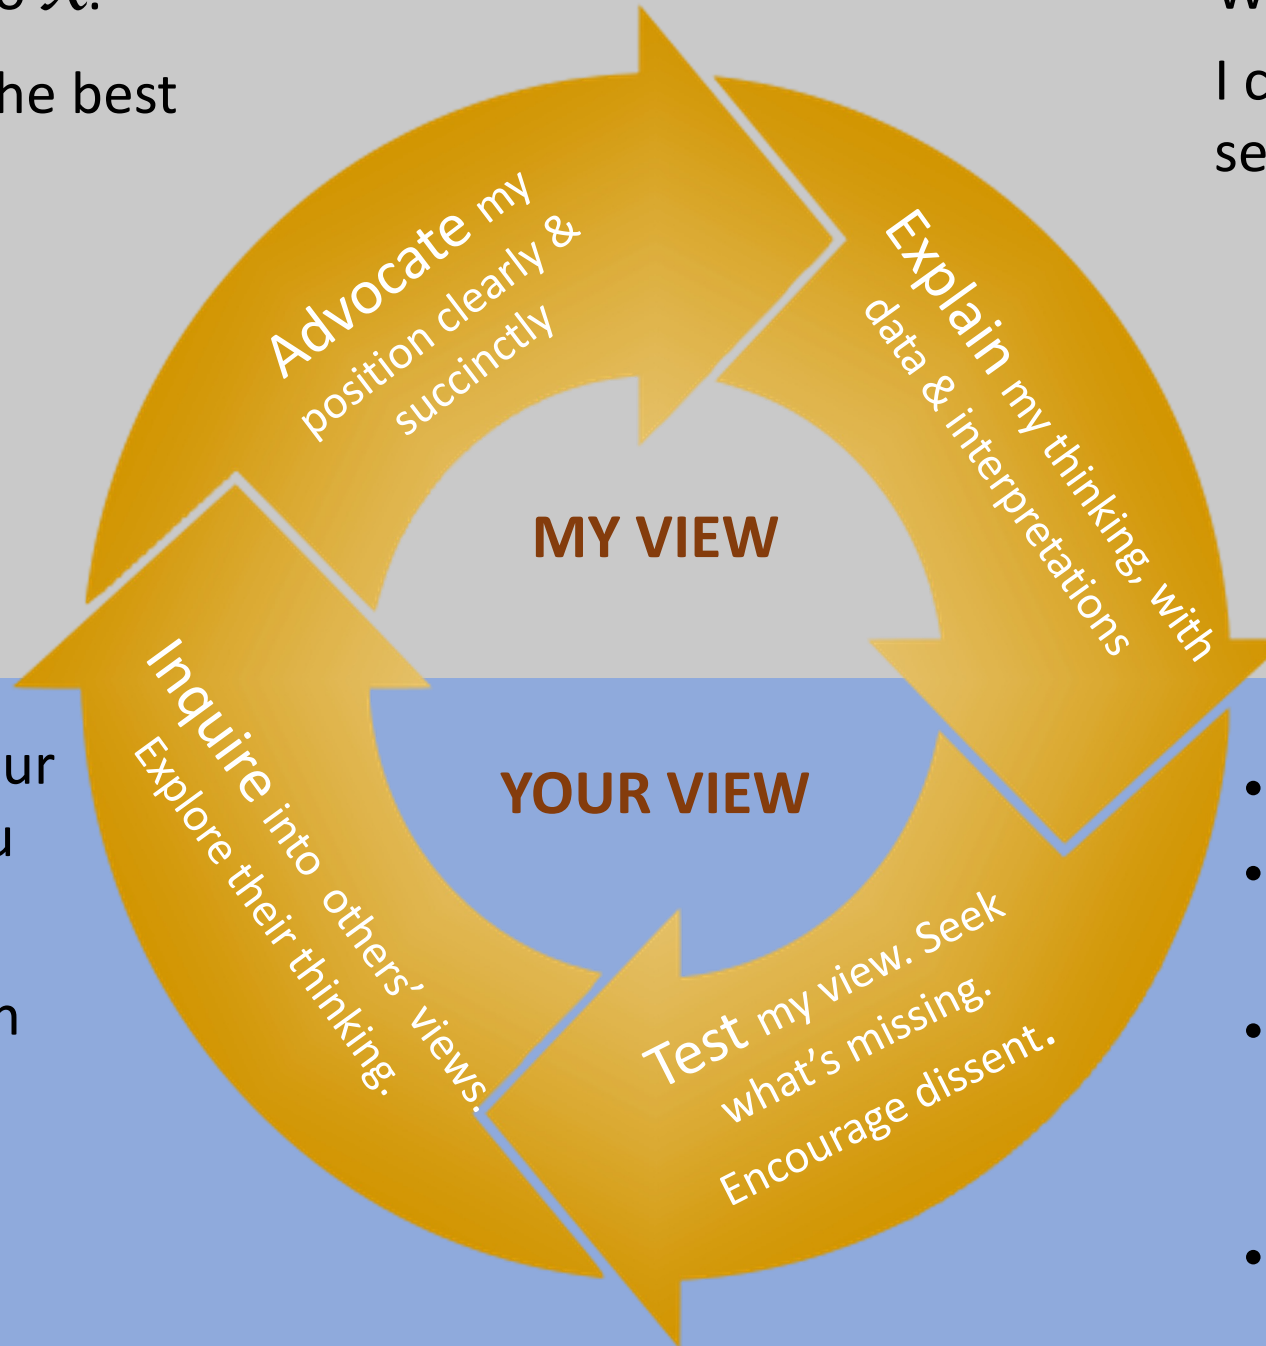 o X.
he best
I
se
Advocate my
position clearly &
succinctly
Explain my thinking, with
data & interpretations
MY VIEW
YOUR VIEW
ur
Inquire into others’ views.
Explore their thinking.
•
•
•
•
Test my view. Seek
what’s missing.
Encourage dissent.